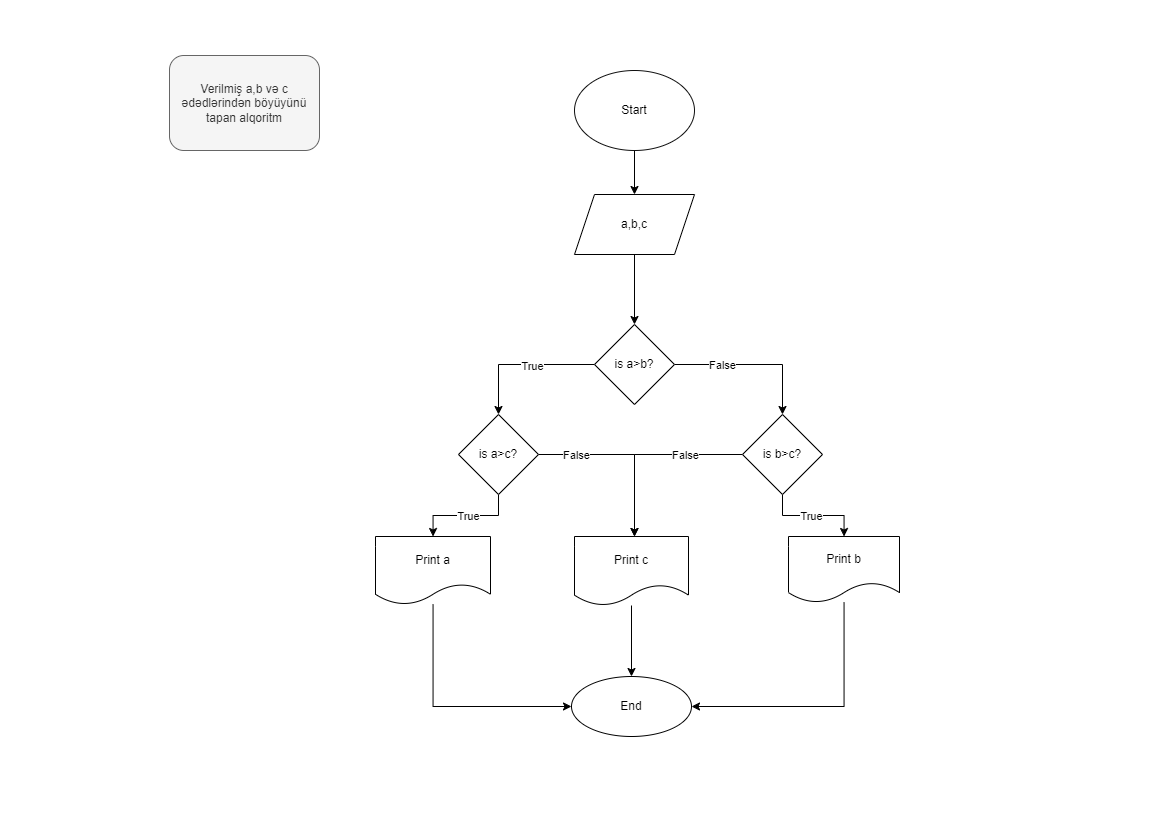 Verilmiş a,b və c
ədədlərindən böyüyünü
tapan alqoritm
Start
a,b,c
is a>b?
True
False
is a>c?
False
False
is b>c?
True
True
Print a
Print c
Print b
End